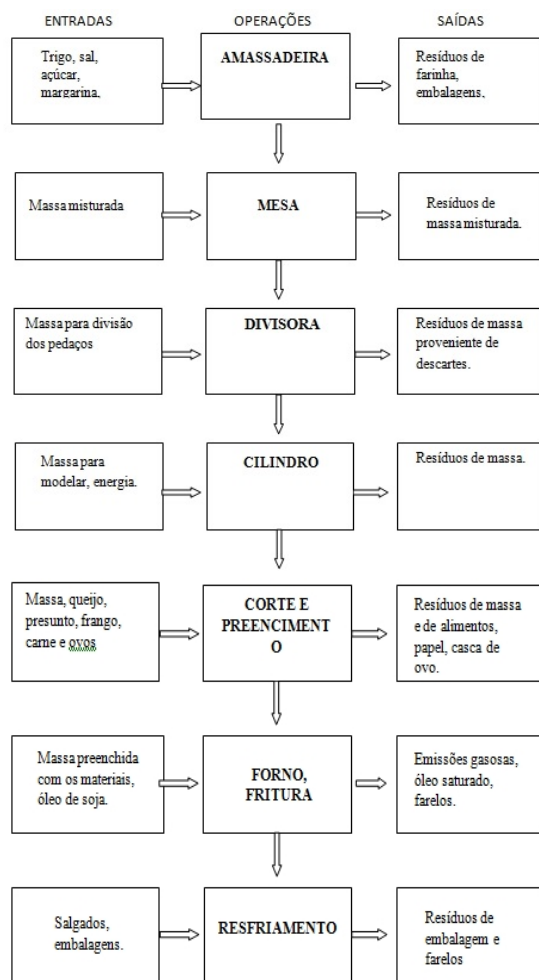 ENTRADAS OPERAÇÕES SAÍDAS
Trigo, sal,
açúcar,
margarina,
AMASSADEIRA
Resíduos de
farinha,
embalagens,
Massa misturada
MESA
Resíduos de
massa misturada.
Massa para divisão
dos pedaços
DIVISORA
Resíduos de massa
proveniente de
descartes.
Massa para
modelar, energia.
CILINDRO
Resíduos de massa.
Massa, queijo,
presunto, frango,
carne e ovos
CORTE E
PREENCIMENT
O
Resíduos de massa
e de alimentos,
papel, casca de
ovo.
Massa preenchida
com os materiais,
óleo de soja.
FORNO,
FRITURA
Emissões gasosas,
óleo saturado,
farelos.
Salgados,
embalagens.
RESFRIAMENTO
Resíduos de
embalagem e
farelos